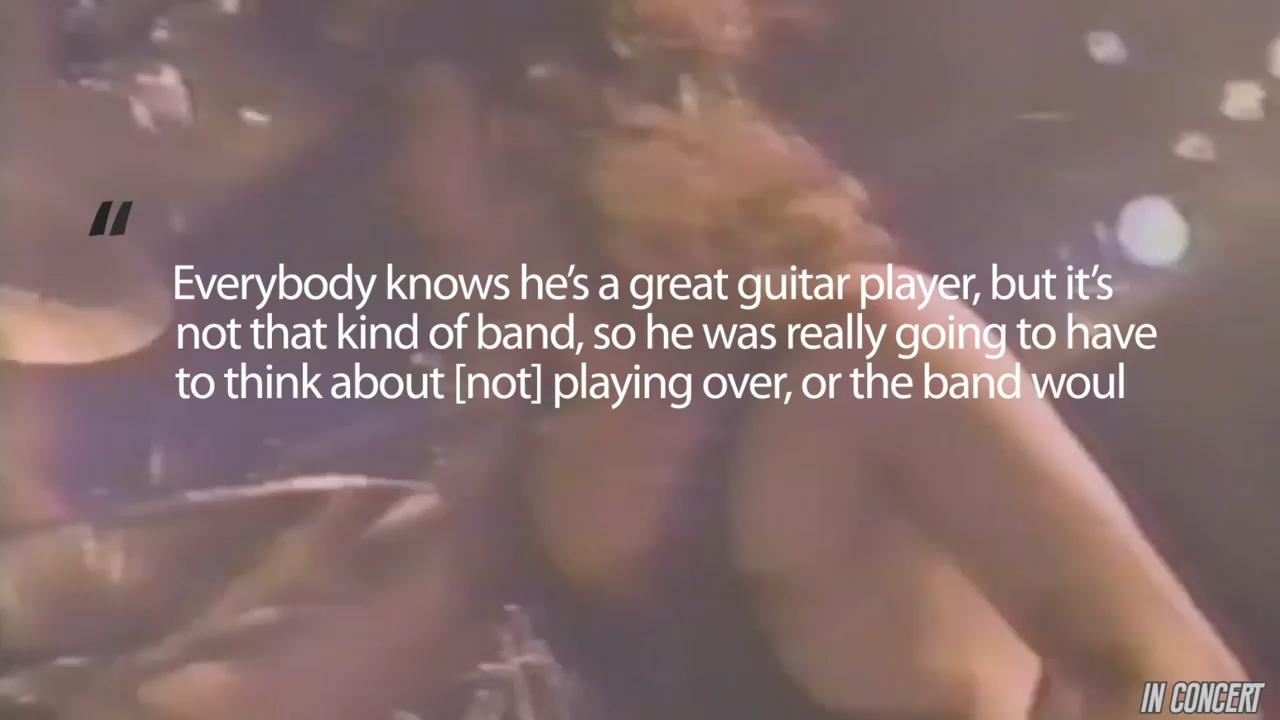 “
Everybody knows he’s a great guitar player, but it’s
not that kind of band, so he was really going to have
to think about [not] playing over, or the band woul
IN CONCERT